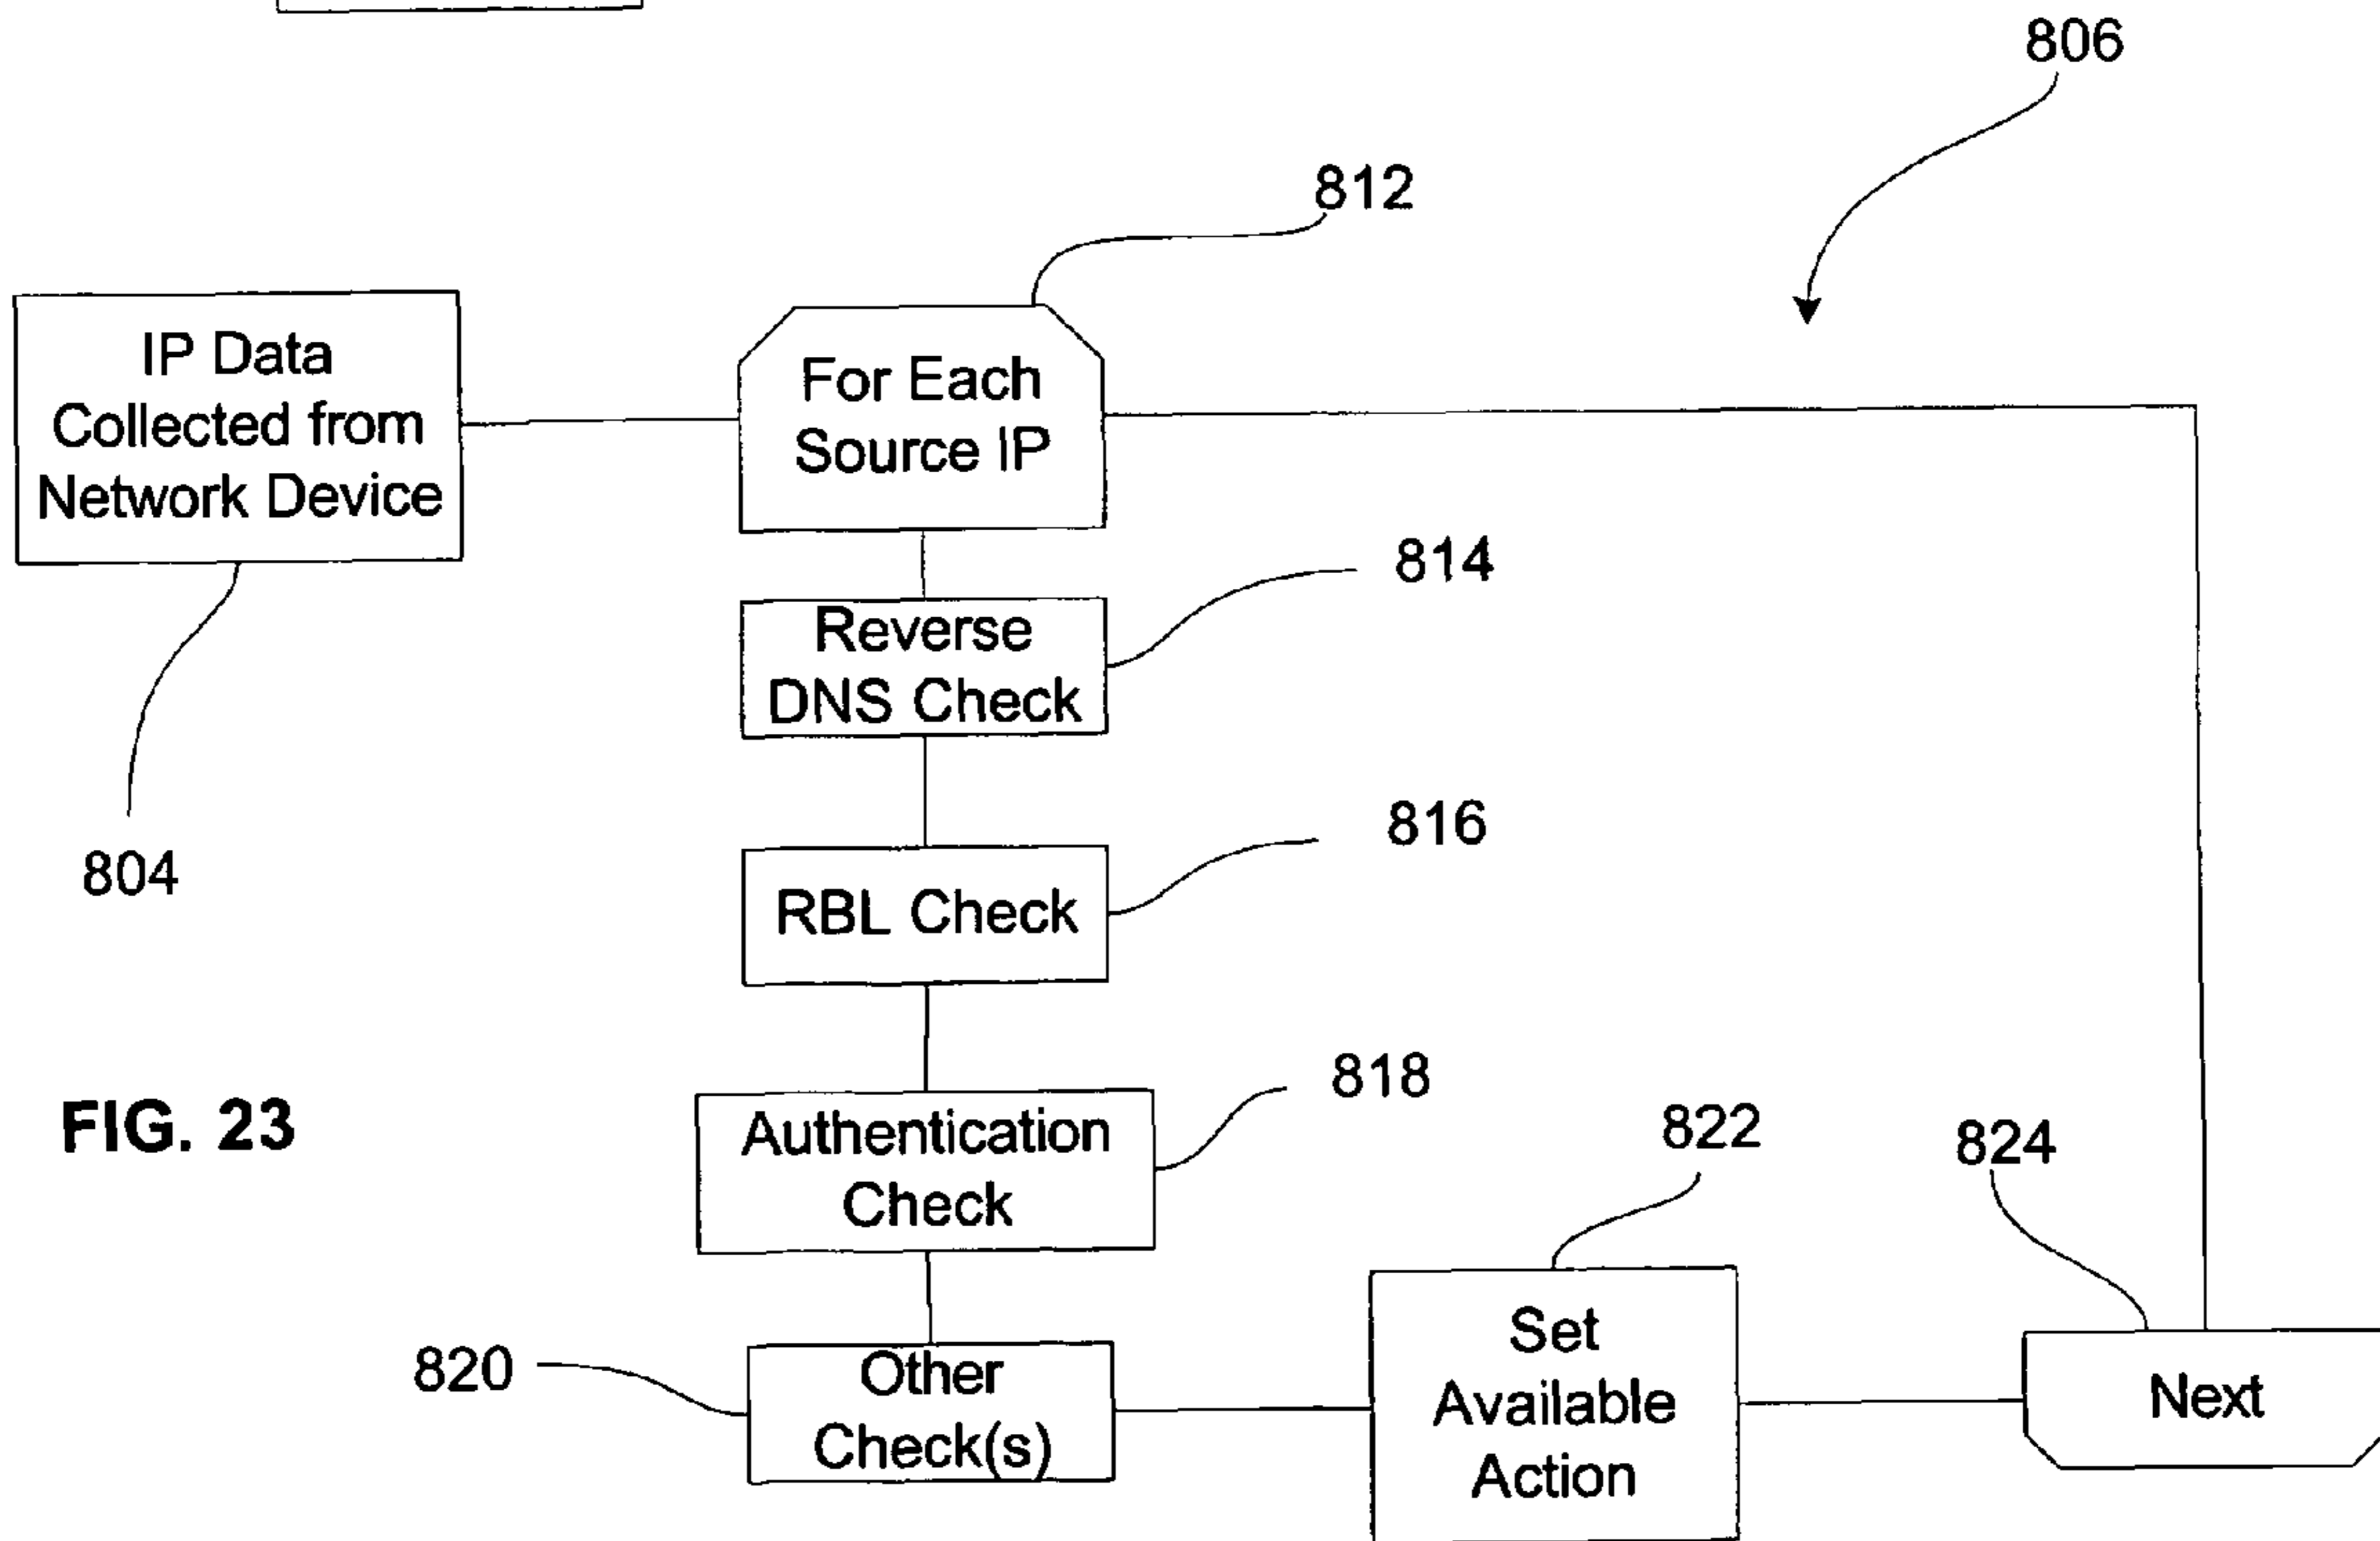 806
812
IP Data
Collected from
Network Device
For Each
Source IP
814
Reverse
DNS Check
816
804
RBL Check
818
FIG. 23
Authentication
Check
822
824
820
Other
Check(s)
Set
Available
Action
Next